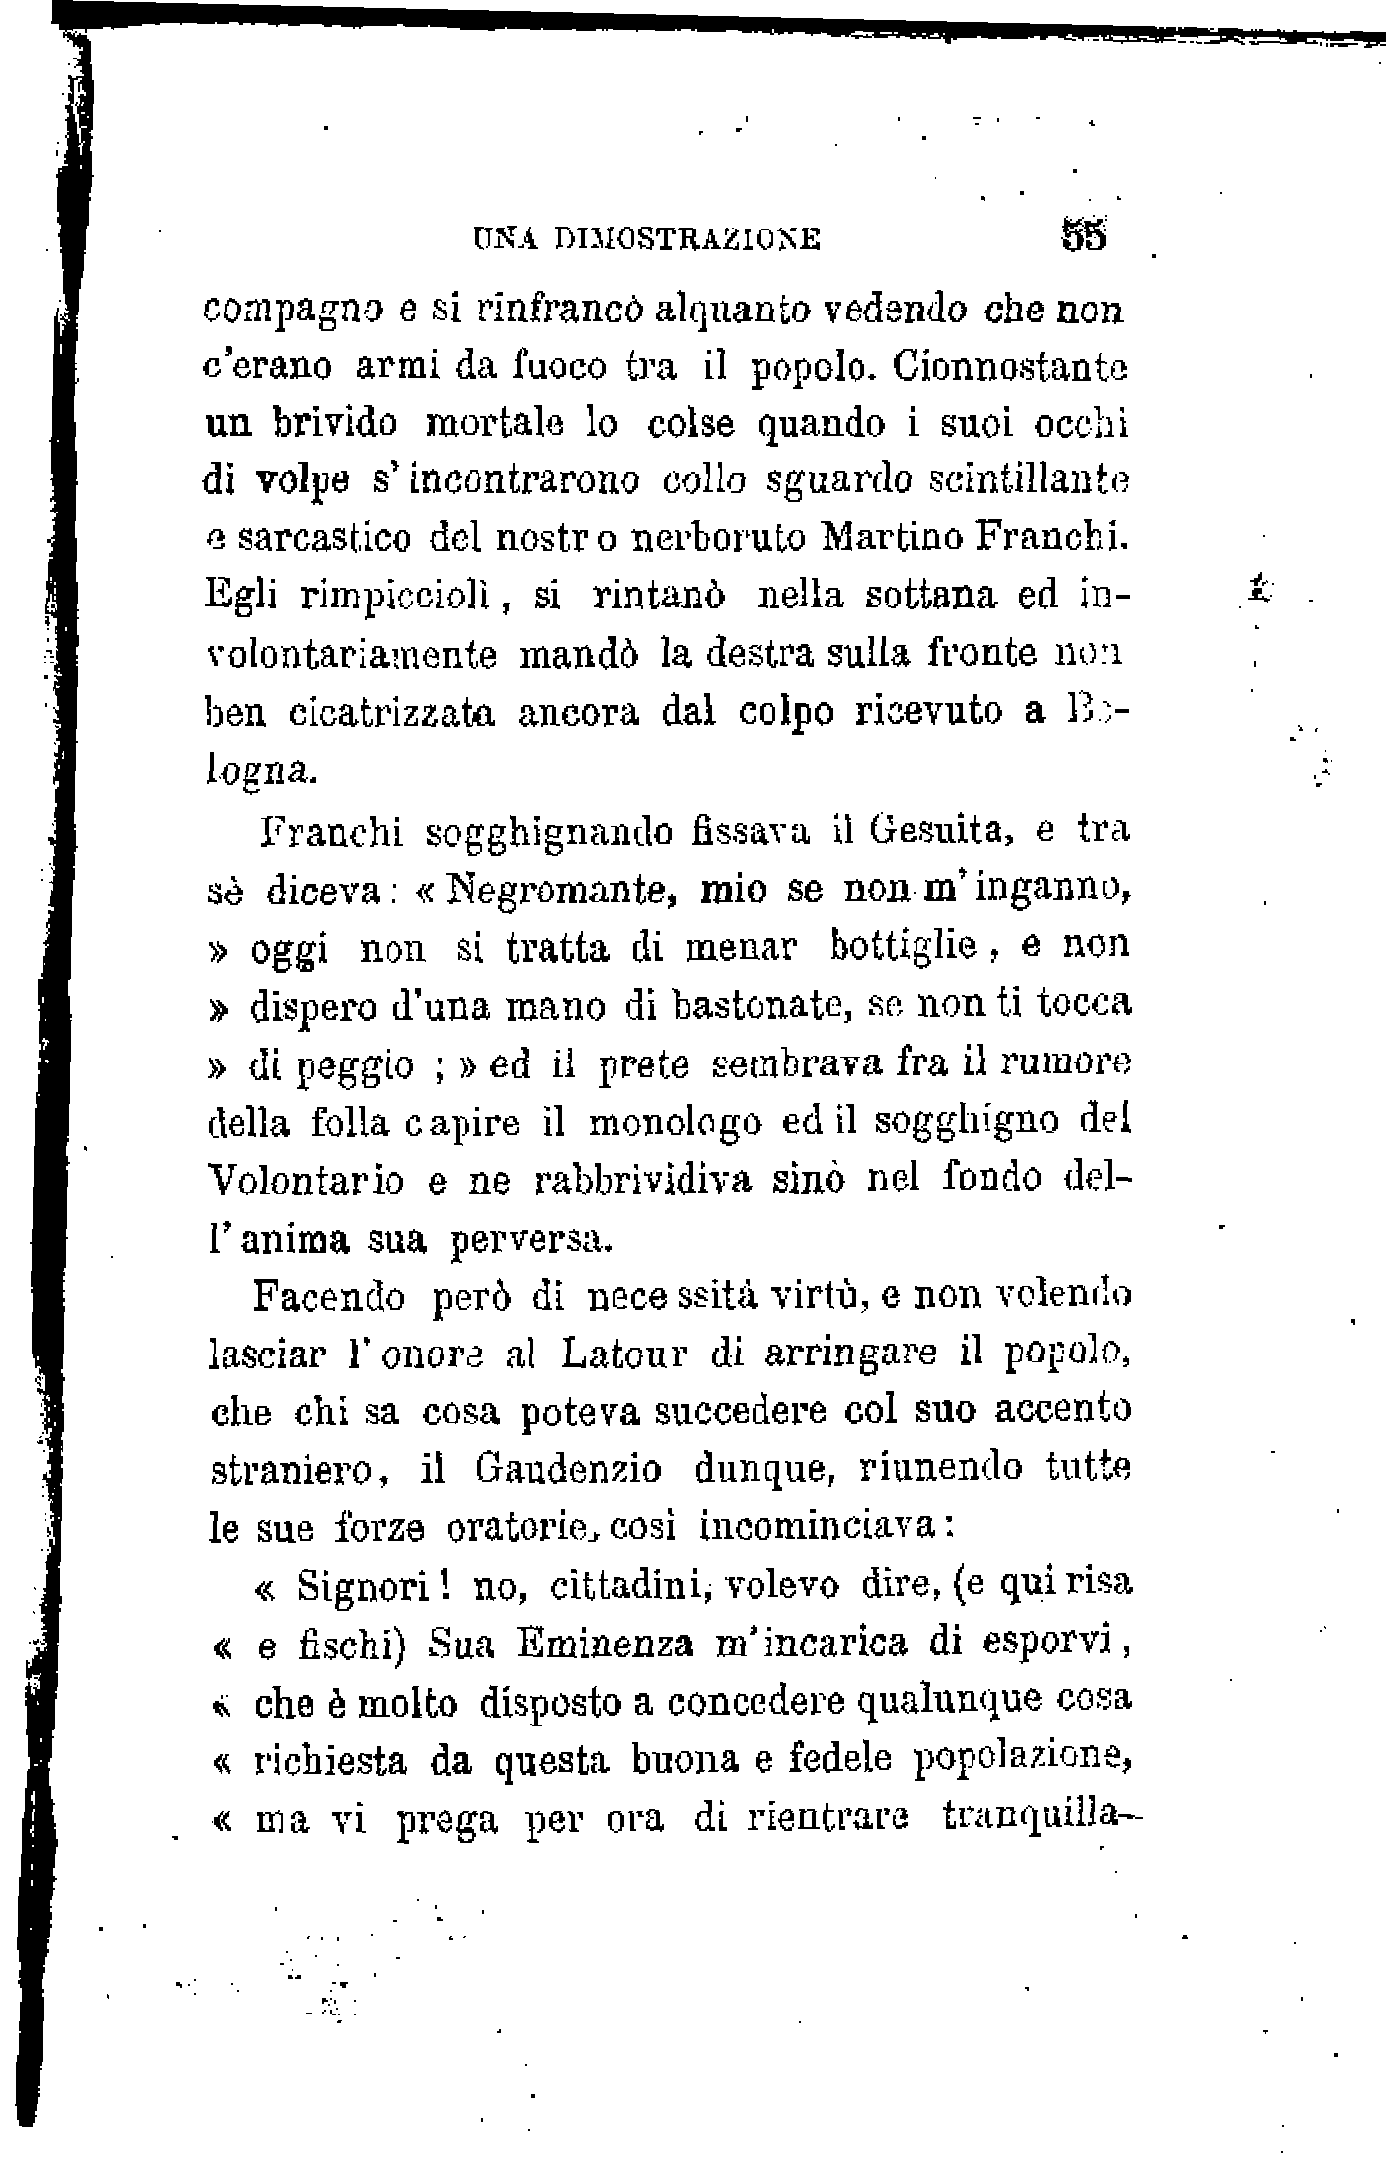 UNA DIMOSTRAZIONE 55
compagno e si rinfrancò alquanto vedendo che non
c'erano armi da fuoco tra il popolo. Cionnostante
un brivido mortale lo colse quando i suoi occhi
di volpe s' incontrarono collo sguardo scintillante
e sarcastico del nostro nerboruto Martino Franchi.
Egli rimpicciolì, si rintanò nella sottana ed in-
volontariamente mandò la destra sulla fronte non
ben cicatrizzata ancora dal colpo ricevuto a Bo-
logna.
Franchi sogghignando fissava il Gesuita, e tra
sè diceva: « Negromante, mio se non m' inganno,
» oggi non si tratta di menar bottiglie, e non
» dispero d'una mano di bastonate, se non ti tocca
» di peggio ; » ed il prete sembrava fra il rumore
della folla capire il monologo ed il sogghigno del
Volontario e ne rabbrividiva sinò nel fondo del-
l' anima sua perversa.
Facendo però di necessità virtù, e non volendo
lasciar l' onore al Latour di arringare il popolo,
che chi sa cosa poteva succedere col suo accento
straniero, il Gaudenzio dunque, riunendo tutte
le sue forze oratorie, così incominciava:
« Signori! no, cittadini, volevo dire, (e qui risa
« e fischi) Sua Eminenza m'incarica di esporvi,
« che è molto disposto a concedere qualunque cosa
« richiesta da questa buona e fedele popolazione,
« ma vi prega per ora di rientrare tranquilla-